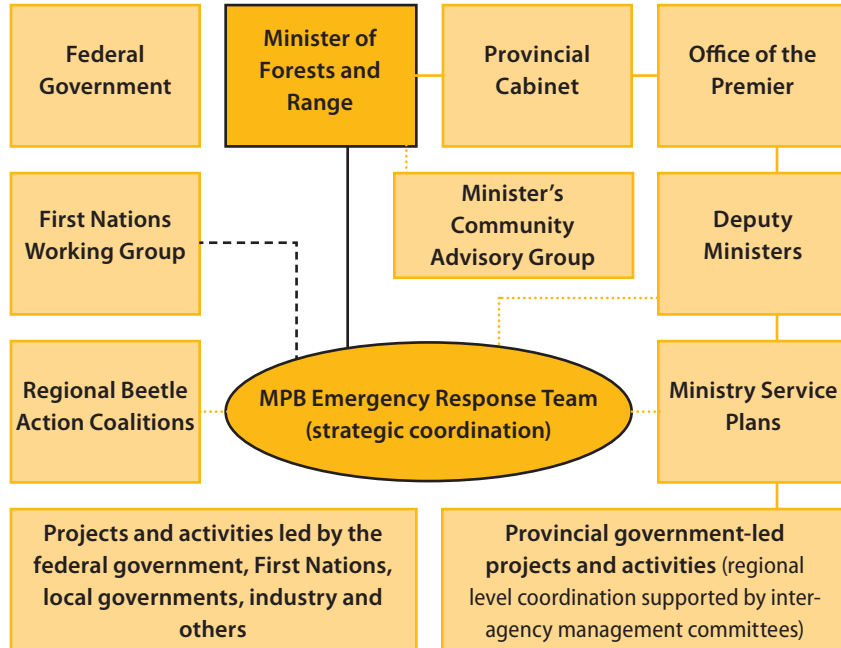 Federal
Government
Minister of
Forests and
Range
Provincial
Cabinet
Office of the
Premier
First Nations
Working Group
Minister’s
Community
Advisory Group
Deputy
Ministers
Regional Beetle
Action Coalitions
MPB Emergency Response Team
(strategic coordination)
Ministry Service
Plans
Projects and activities led by the
federal government, First Nations,
local governments, industry and
others
Provincial government-led
projects and activities (regional
level coordination supported by inter-
agency management committees)